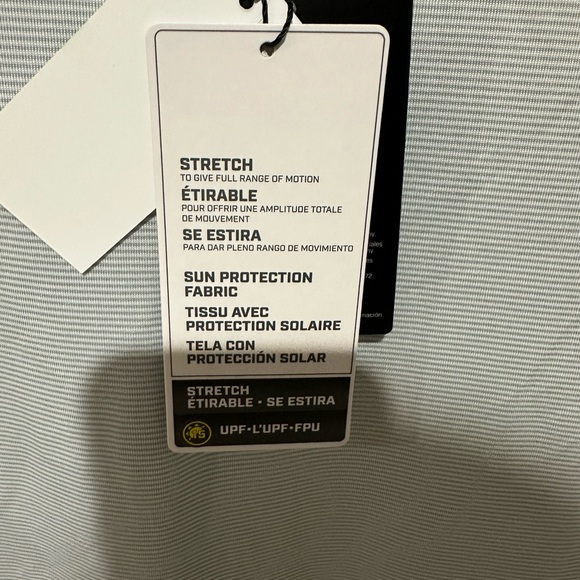 STRETCH
TO GIVE FULL RANGE OF MOTION
ÉTIRABLE
POUR OFFRIR UNE AMPLITUDE TOTALE
DE MOUVEMENT
SE ESTIRA
PARA DAR PLENO RANGO DE MOVIMIENTO
SUN PROTECTION
FABRIC
TISSU AVEC
PROTECTION SOLAIRE
TELA CON
PROTECCIÓN SOLAR
STRETCH
ÉTIRABLE • SE ESTIRA
UPF•L'UPF•FPU